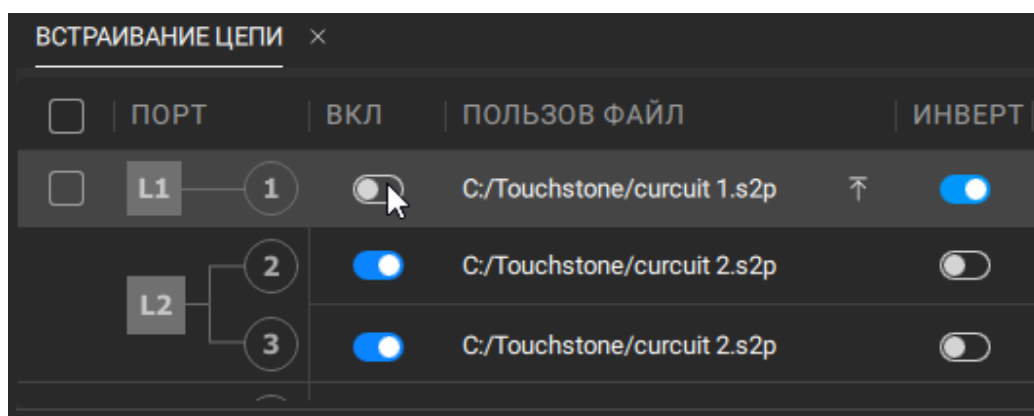 ВСТРАИВАНИЕ ЦЕПИ ×
ПОРТ ВКЛ ПОЛЬЗОВ ФАЙЛ ИНВЕРТ
L1 1 C:/Touchstone/curcuit 1.s2p
2 C:/Touchstone/curcuit 2.s2p
L2
3 C:/Touchstone/curcuit 2.s2p